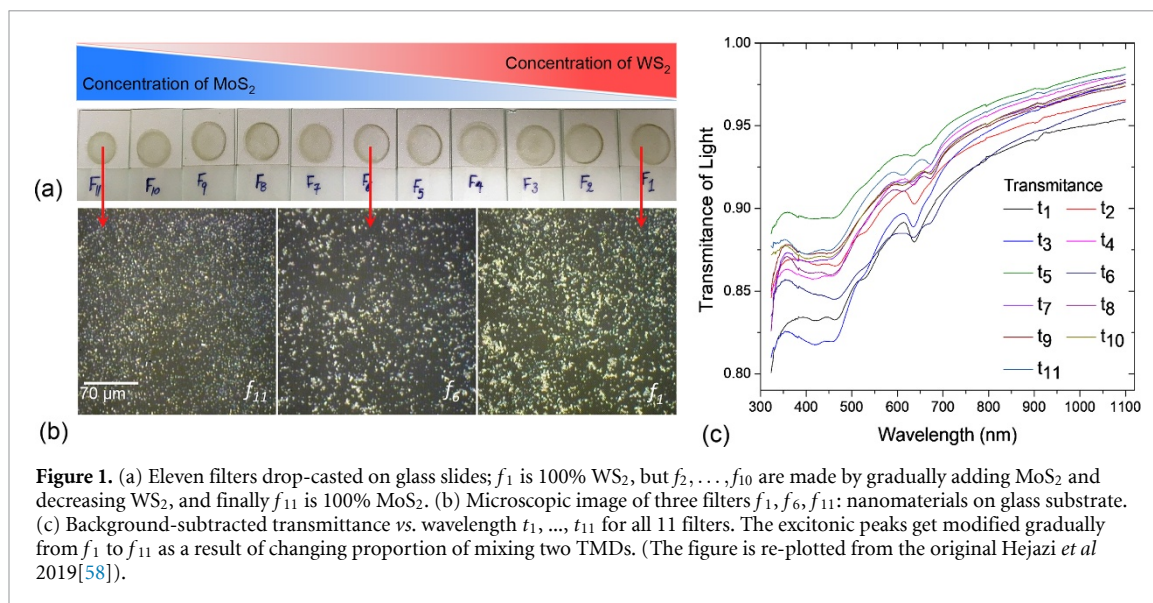 Concentration of WS2
Concentration of MoS2
F11 F10 F9 F8 F7 F6 F5 F4 F3 F2 F1
(a)
70 µm
f11
f6
f1
(b)
1.00
0.95
0.90
0.85
0.80
Transmitance of Light
Transmitance
t1 t2
t3 t4
t5 t6
t7 t8
t9 t10
t11
300 400 500 600 700 800 900 1000 1100
Wavelength (nm)
(c)
Figure 1. (a) Eleven filters drop-casted on glass slides; f1 is 100% WS2, but f2, . . . , f10 are made by gradually adding MoS2 and
decreasing WS2, and finally f11 is 100% MoS2. (b) Microscopic image of three filters f1, f6, f11: nanomaterials on glass substrate.
(c) Background-subtracted transmittance vs. wavelength t1, ..., t11 for all 11 filters. The excitonic peaks get modified gradually
from f1 to f11 as a result of changing proportion of mixing two TMDs. (The figure is re-plotted from the original Hejazi et al
2019[58]).